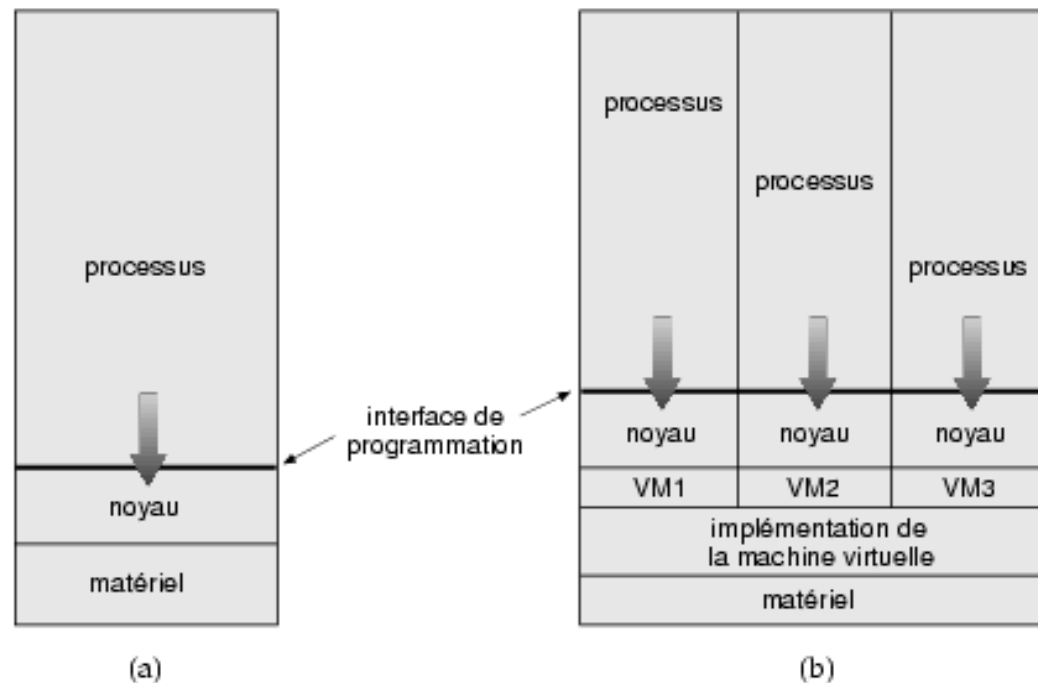 processus
noyau
matériel
(a)
interface de
programmation
processus
processus
processus
noyau
noyau
noyau
VM1
VM2
VM3
implémentation de
la machine virtuelle
matériel
(b)